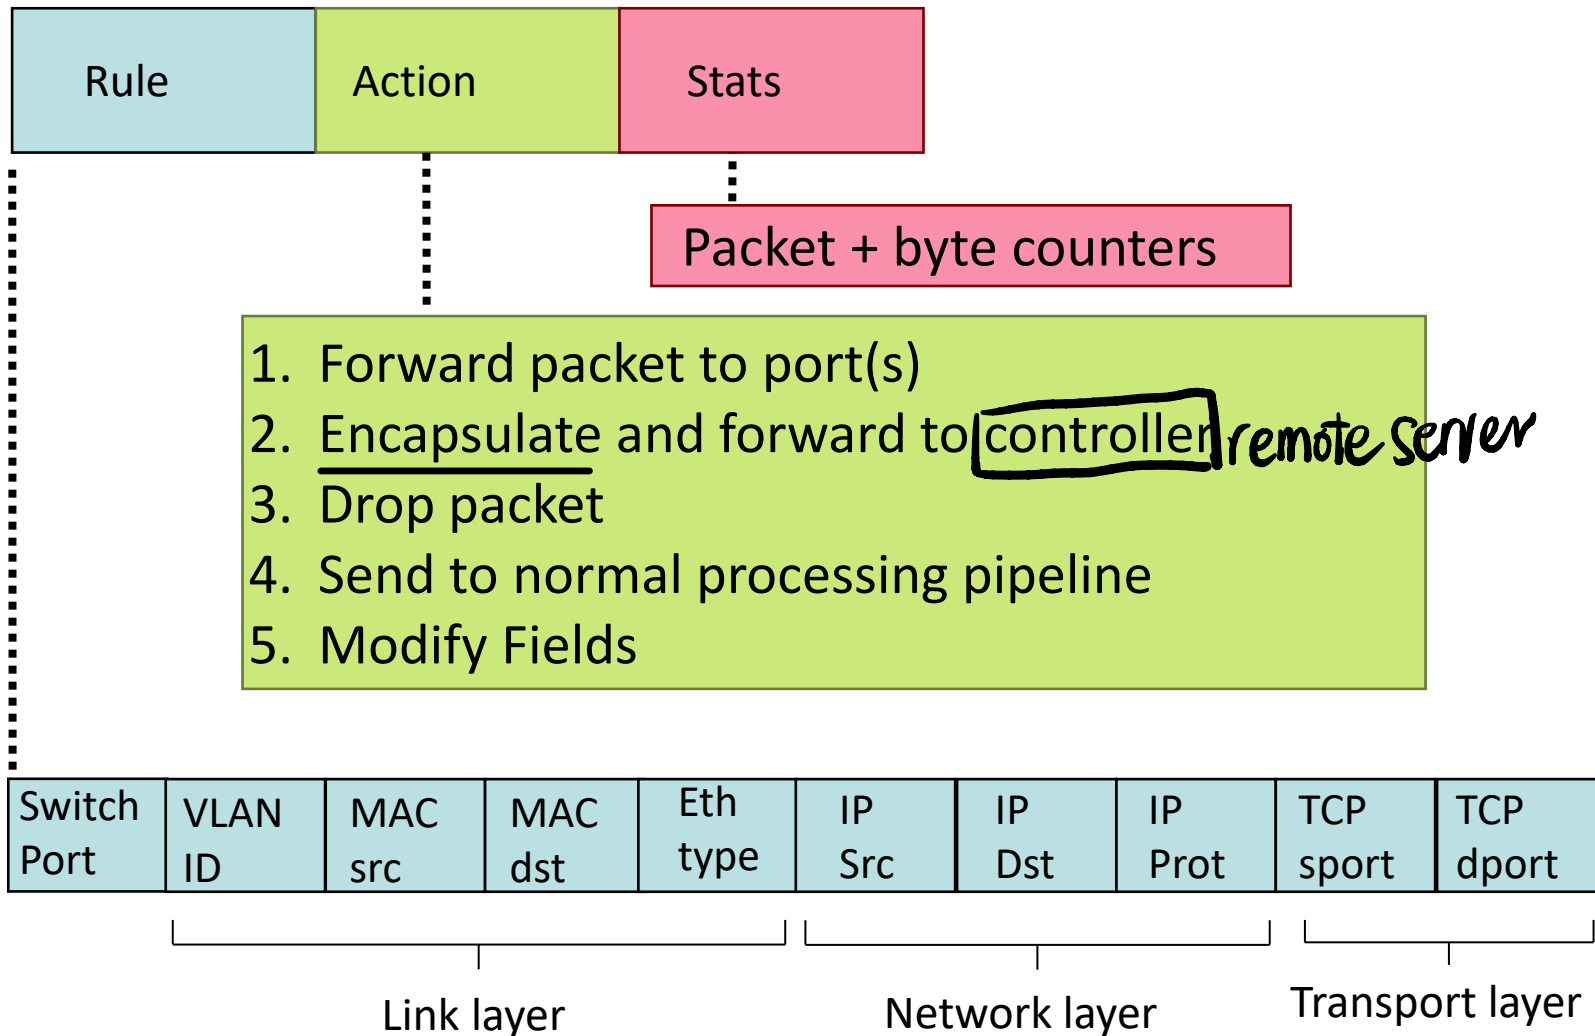 Rule
Action
Stats
Packet + byte counters
1. Forward packet to port(s)
2. Encapsulate and forward to controller remote server
3. Drop packet
4. Send to normal processing pipeline
5. Modify Fields
Switch
Port
VLAN
ID
MAC
src
MAC
dst
Eth
type
IP
Src
IP
Dst
IP
Prot
TCP
sport
TCP
dport
Link layer
Network layer
Transport layer